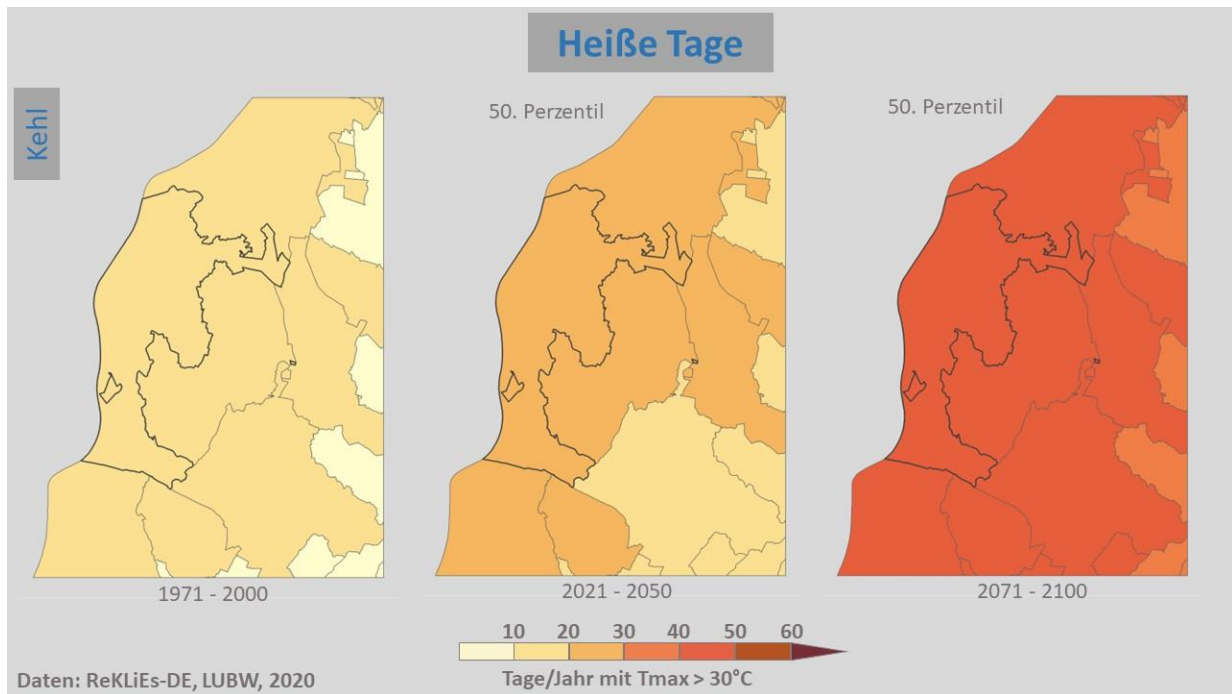 Heiße Tage
Kehl
50. Perzentil
50. Perzentil
1971 - 2000
2021 - 2050
2071 - 2100
10 20 30 40 50 60
Tage/Jahr mit Tmax > 30°C
Daten: ReKLiEs-DE, LUBW, 2020